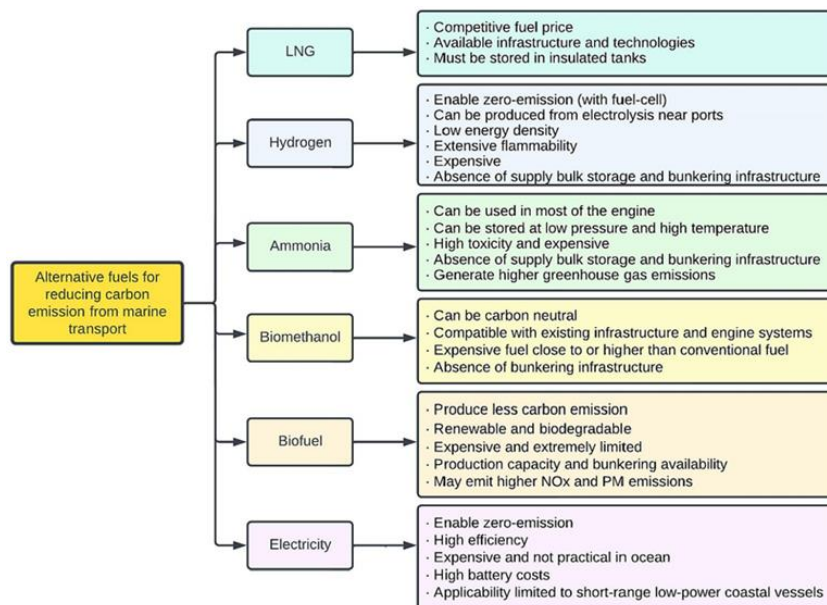 Alternative fuels for
reducing carbon
emission from marine
transport
LNG
· Competitive fuel price
· Available infrastructure and technologies
· Must be stored in insulated tanks
Hydrogen
· Enable zero-emission (with fuel-cell)
· Can be produced from electrolysis near ports
· Low energy density
· Extensive flammability
· Expensive
· Absence of supply bulk storage and bunkering infrastructure
Ammonia
· Can be used in most of the engine
· Can be stored at low pressure and high temperature
· High toxicity and expensive
· Absence of supply bulk storage and bunkering infrastructure
· Generate higher greenhouse gas emissions
Biomethanol
· Can be carbon neutral
· Compatible with existing infrastructure and engine systems
· Expensive fuel close to or higher than conventional fuel
· Absence of bunkering infrastructure
Biofuel
· Produce less carbon emission
· Renewable and biodegradable
· Expensive and extremely limited
· Production capacity and bunkering availability
· May emit higher NOx and PM emissions
Electricity
· Enable zero-emission
· High efficiency
· Expensive and not practical in ocean
· High battery costs
· Applicability limited to short-range low-power coastal vessels